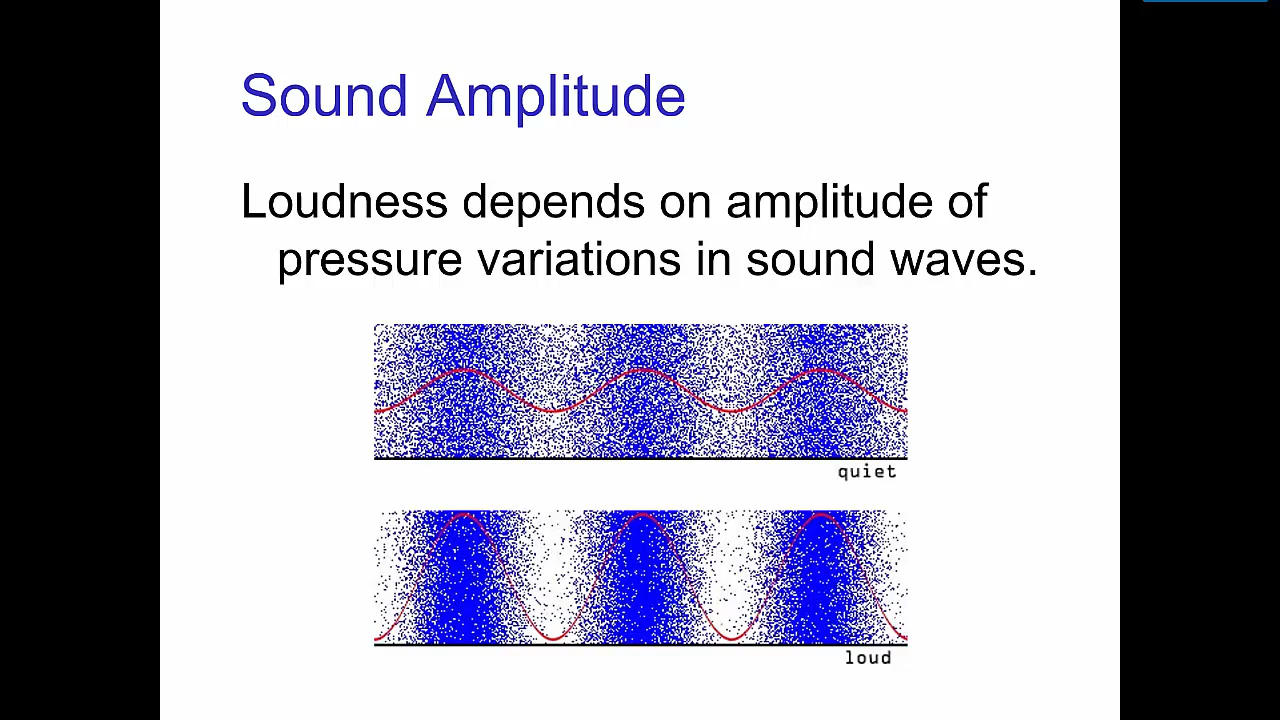 Sound Amplitude
Loudness depends on amplitude of
pressure variations in sound waves.
quiet
loud